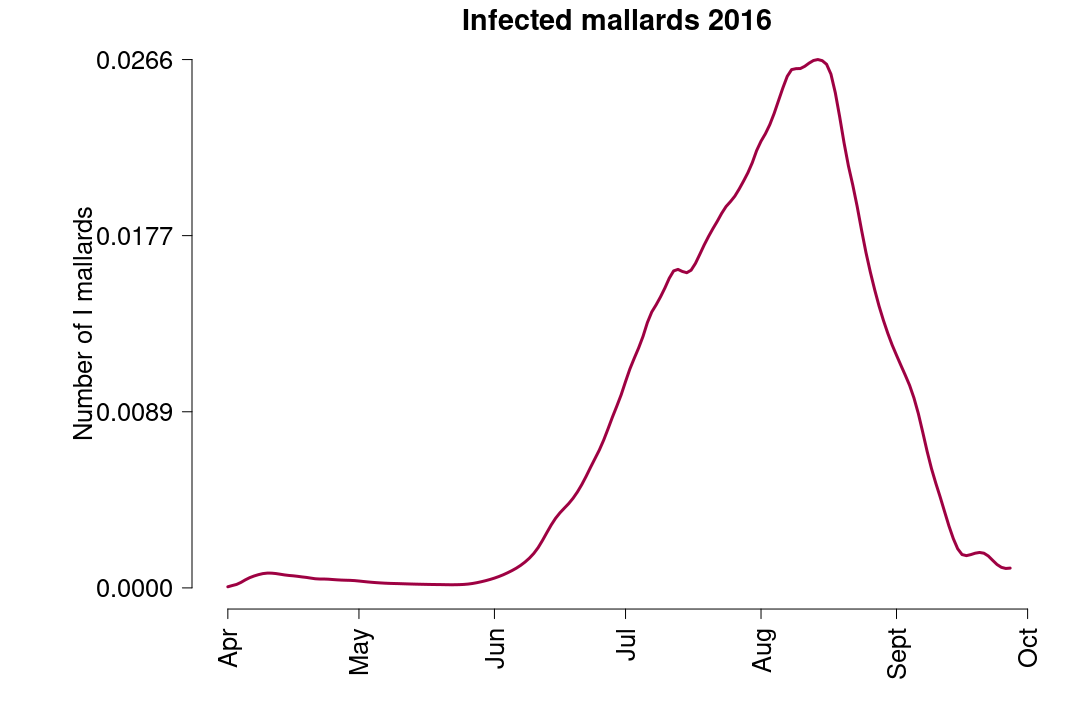 Infected mallards 2016
Number of I mallards
0.0266
0.0177
0.0089
0.0000
Apr
May
Jun
Jul
Aug
Sept
Oct